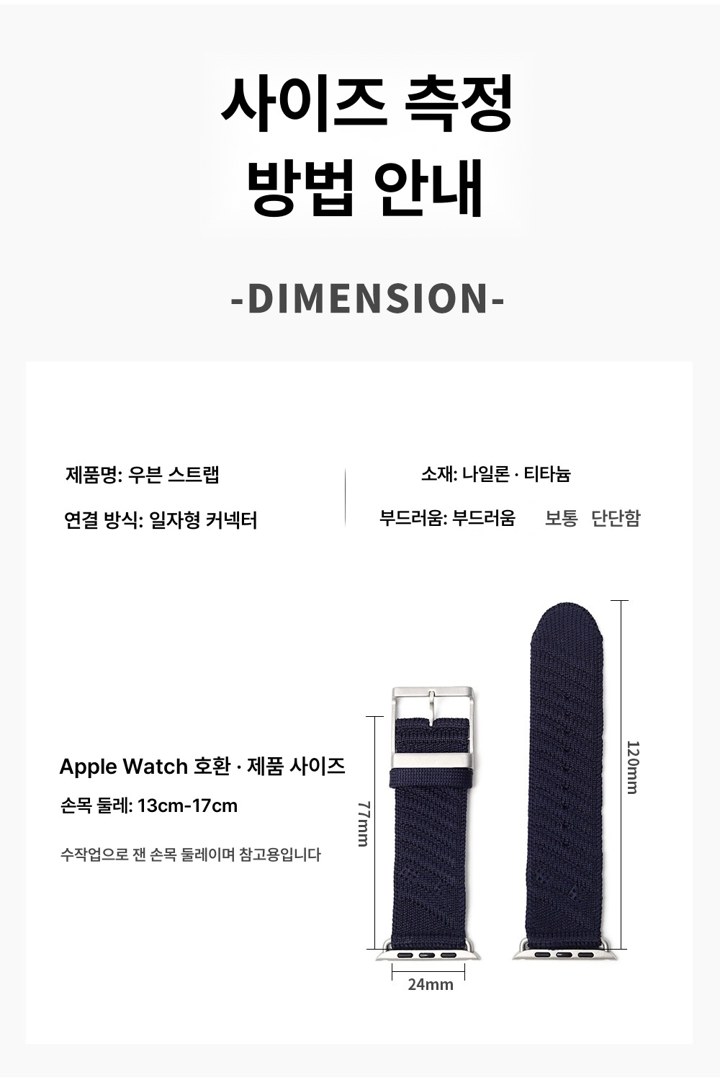 사이즈 측정
방법 안내
-DIMENSION-
제품명: 우븐 스트랩
소재: 나일론 · 티타늄
연결 방식: 일자형 커넥터
부드러움: 부드러움 보통 단단함
Apple Watch 호환 · 제품 사이즈
손목 둘레: 13cm-17cm
수작업으로 잰 손목 둘레이며 참고용입니다
77mm
120mm
24mm